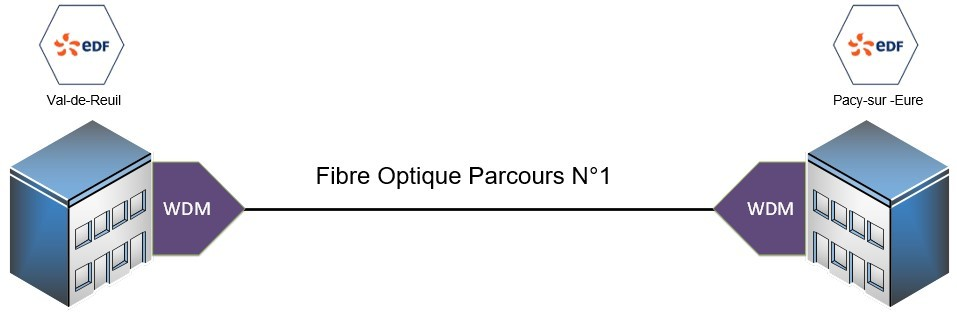 eDF
eDF
Val-de-Reuil
Pacy-sur -Eure
Fibre Optique Parcours N°1
WDM
WDM